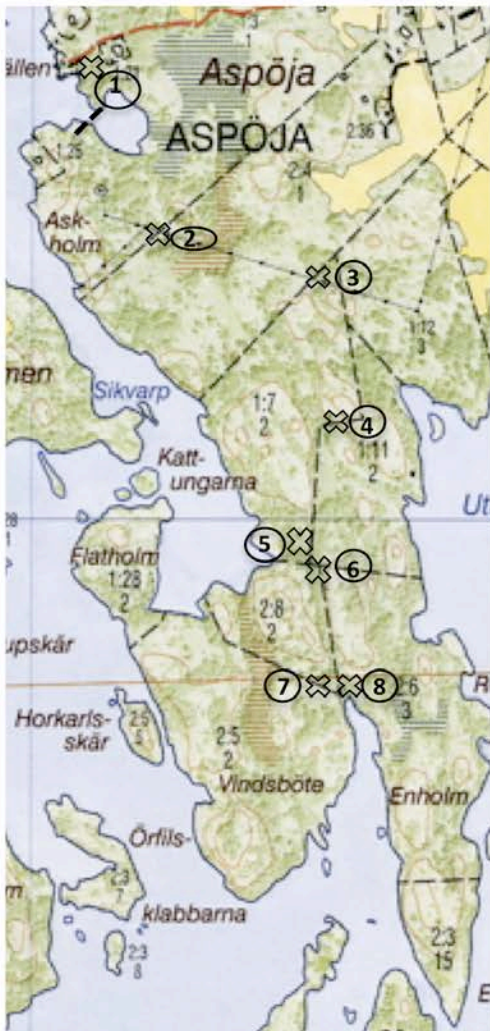 ällen
1
Aspöja
ASPÖJA
2:36
1:25
2:4
1
Ask-
holm
2.
3
1:12
3
men
Sikvarp
1:7
2
4
1:11
2
Katt-
ungarna
Ut
5
6
Flatholm
1:28
2
2:8
2
upskär
7
8
2:6
3
R
Horkarls-
skär
2:5
5
2:5
2
Vindsböte
Enholm
Örfils-
klabbarna
2:3
7
2:3
8
2:3
15
E